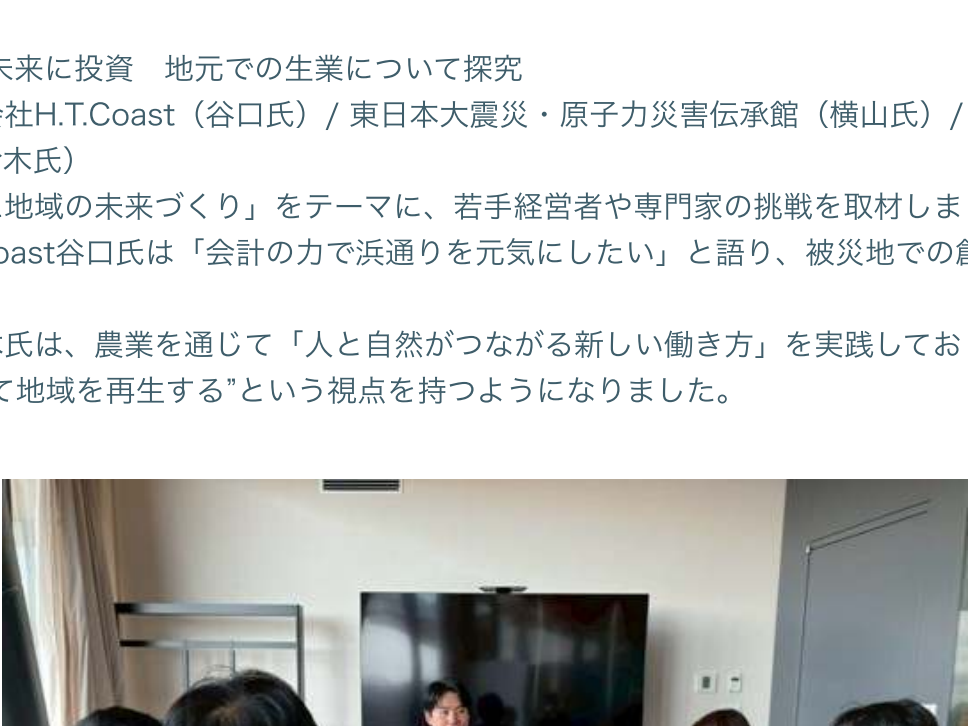 未来に投資　地元での生業について探究
会社H.T.Coast（谷口氏）/ 東日本大震災・原子力災害伝承館（横山氏）/
木氏）
地域の未来づくり」をテーマに、若手経営者や専門家の挑戦を取材しま
oast谷口氏は「会計の力で浜通りを元気にしたい」と語り、被災地での創
氏は、農業を通じて「人と自然がつながる新しい働き方」を実践してお
て地域を再生する”という視点を持つようになりました。